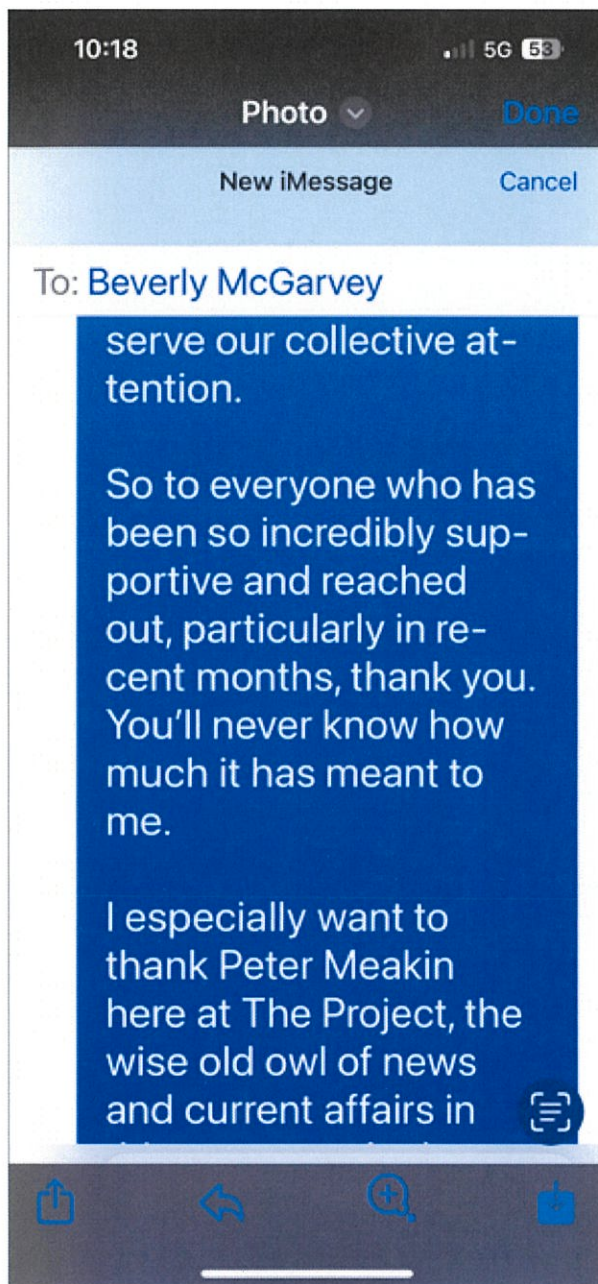 10:18 5G 53
Photo Done
New iMessage Cancel
To: Beverly McGarvey
serve our collective at-
tention.
So to everyone who has
been so incredibly sup-
portive and reached
out, particularly in re-
cent months, thank you.
You'll never know how
much it has meant to
me.
I especially want to
thank Peter Meakin
here at The Project, the
wise old owl of news
and current affairs in